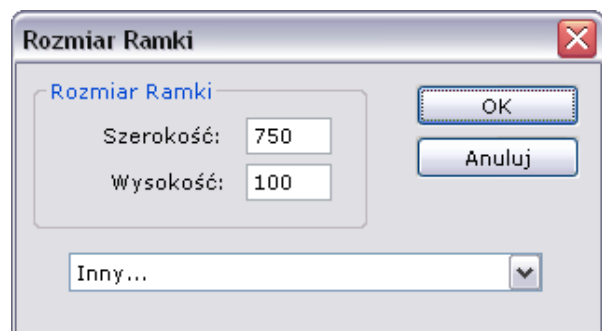 Rozmiar Ramki
Rozmiar Ramki
Szerokość: 750
Wysokość: 100
OK
Anuluj
Inny...